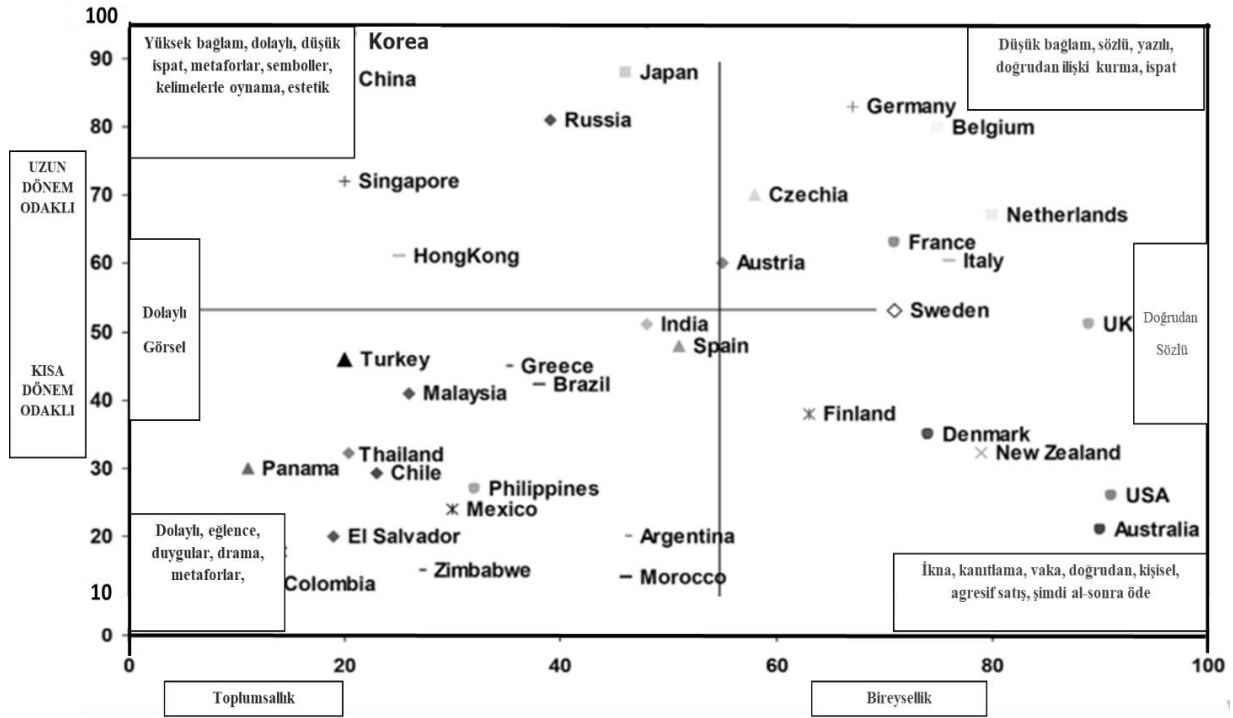 100
90
80
70
60
50
40
30
20
10
0
UZUN
DÖNEM
ODAKLI
KISA
DÖNEM
ODAKLI
Yüksek bağlam, dolaylı, düşük
ispat, metaforlar, semboller,
kelimelerle oynama, estetik
Düşük bağlam, sözlü, yazılı,
doğrudan ilişki kurma, ispat
Korea
China
Japan
Russia
Singapore
HongKong
Germany
Belgium
Czechia
Netherlands
France
Italy
Austria
Sweden
Dolaylı
Görsel
Doğrudan
Sözlü
India
Spain
UK
Turkey
Greece
Brazil
Malaysia
Finland
Denmark
New Zealand
Thailand
Panama
Chile
Philippines
Mexico
USA
Australia
El Salvador
Argentina
Zimbabwe
Colombia
Morocco
Dolaylı, eğlence,
duygular, drama,
metaforlar,
İkna, kanıtlama, vaka, doğrudan, kişisel,
agresif satış, şimdi al-sonra öde
0 20 40 60 80 100
Toplumsallık
Bireysellik